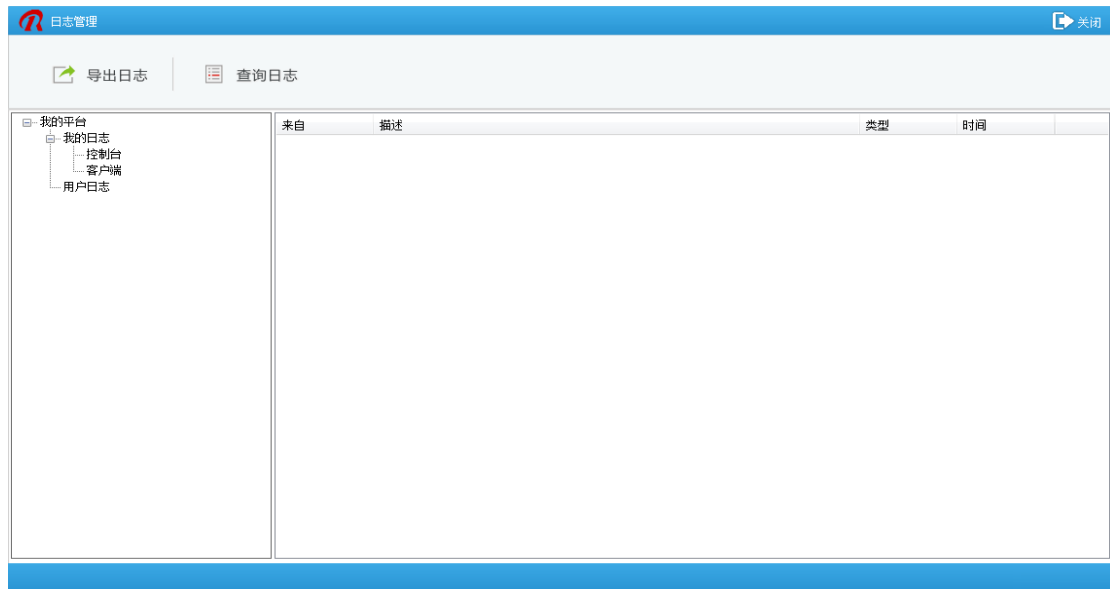 日志管理
关闭
导出日志
查询日志
我的平台
我的日志
控制台
客户端
用户日志
来自 描述 类型 时间